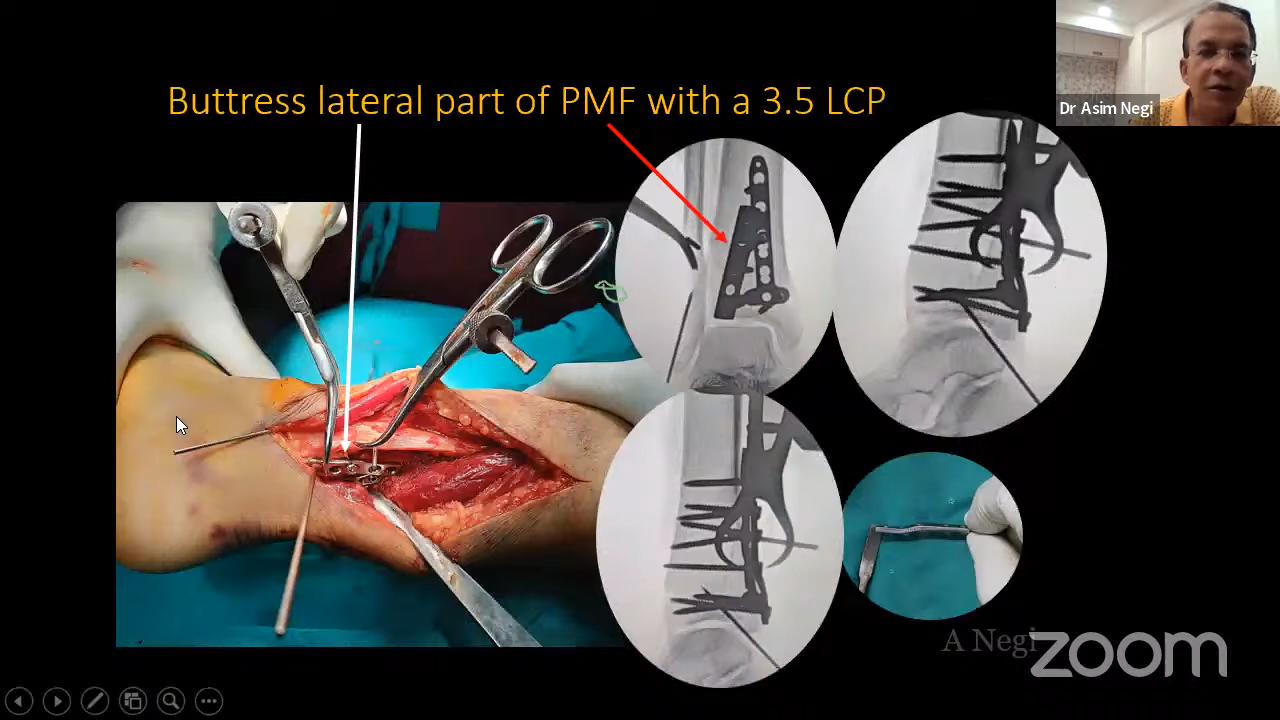 Buttress lateral part of PMF with a 3.5 LCP
Dr Asim Negi
A Negi
zoom